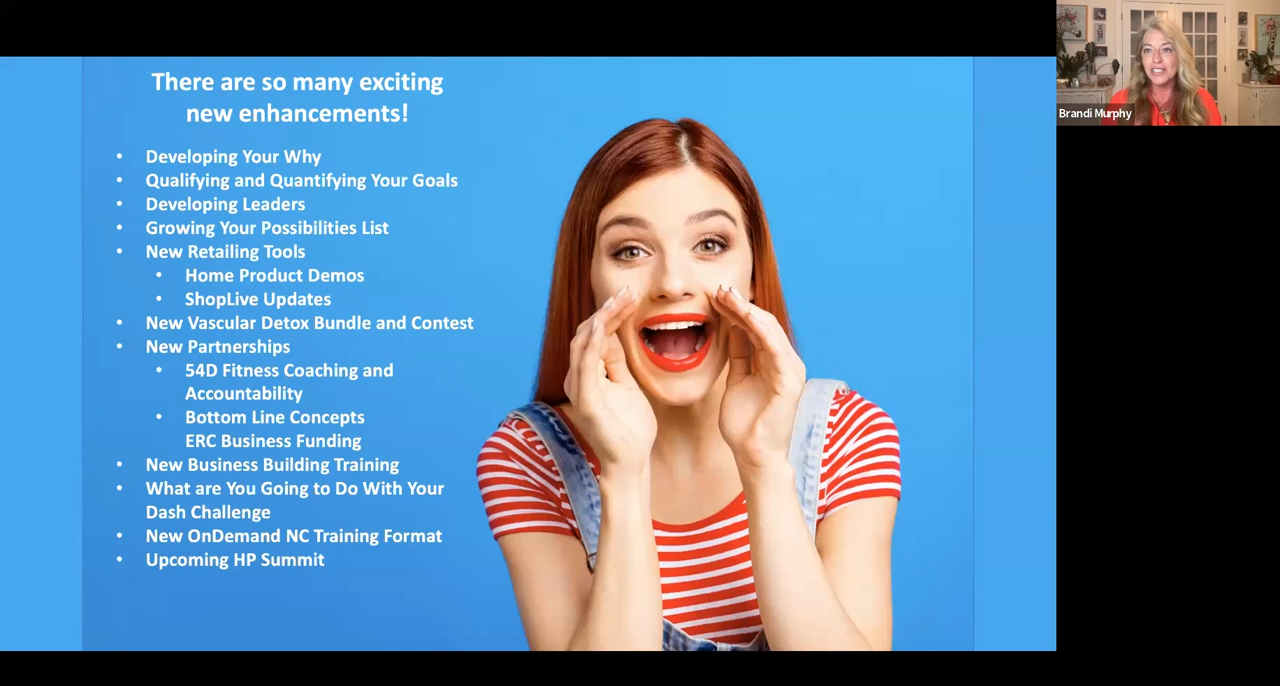 There are so many exciting
new enhancements!
• Developing Your Why
• Qualifying and Quantifying Your Goals
• Developing Leaders
• Growing Your Possibilities List
• New Retailing Tools
• Home Product Demos
• ShopLive Updates
• New Vascular Detox Bundle and Contest
• New Partnerships
• 54D Fitness Coaching and
Accountability
• Bottom Line Concepts
ERC Business Funding
• New Business Building Training
• What are You Going to Do With Your
Dash Challenge
• New OnDemand NC Training Format
• Upcoming HP Summit
Brandi Murphy